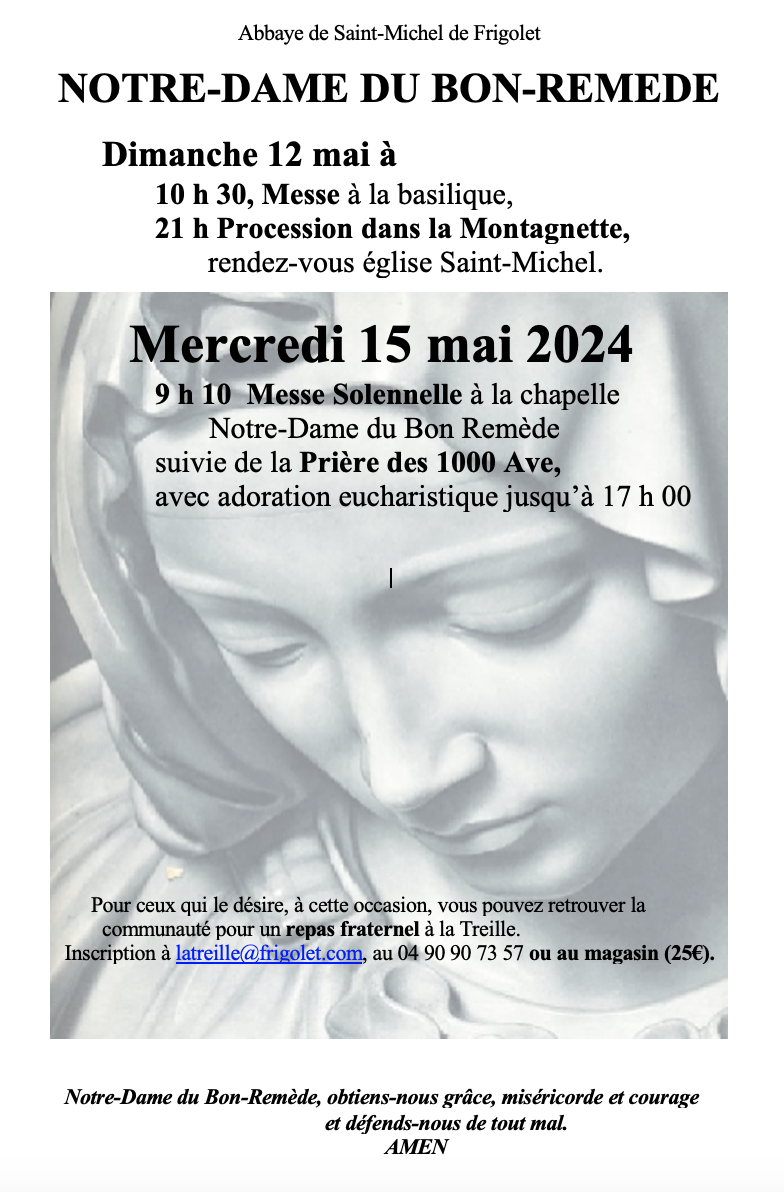 Abbaye de Saint-Michel de Frigolet
NOTRE-DAME DU BON-REMEDE
Dimanche 12 mai à
10 h 30, Messe à la basilique,
21 h Procession dans la Montagnette,
rendez-vous église Saint-Michel.
Mercredi 15 mai 2024
9 h 10 Messe Solennelle à la chapelle
Notre-Dame du Bon Remède
suivie de la Prière des 1000 Ave,
avec adoration eucharistique jusqu’à 17 h 00
Pour ceux qui le désire, à cette occasion, vous pouvez retrouver la
communauté pour un repas fraternel à la Treille.
Inscription à latreille@frigolet.com, au 04 90 90 73 57 ou au magasin (25€).
Notre-Dame du Bon-Remède, obtiens-nous grâce, miséricorde et courage
et défends-nous de tout mal.
AMEN